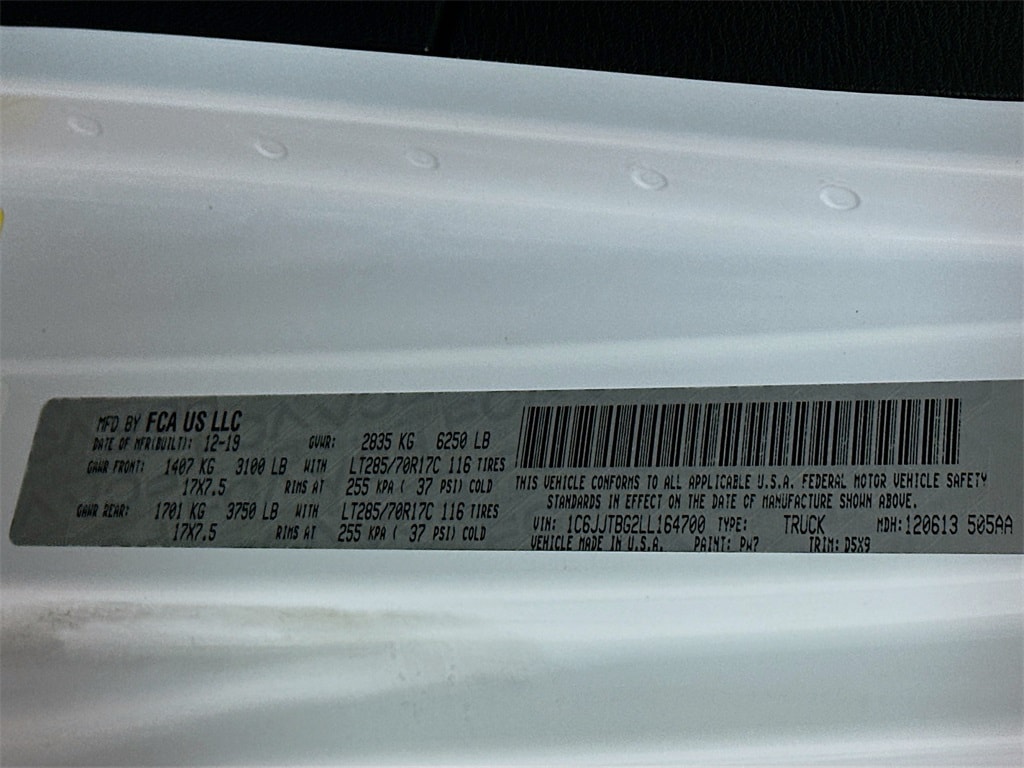 MFD BY FCA US LLC
DATE OF MFR(BUILT): 12-19 GVWR: 2835 KG 6250 LB
GAWR FRONT: 1407 KG 3100 LB WITH LT285/70R17C 116 TIRES
17X7.5 RIMS AT 255 KPA ( 37 PSI) COLD
GAWR REAR: 1701 KG 3750 LB WITH LT285/70R17C 116 TIRES
17X7.5 RIMS AT 255 KPA ( 37 PSI) COLD
THIS VEHICLE CONFORMS TO ALL APPLICABLE U.S.A. FEDERAL MOTOR VEHICLE SAFETY
STANDARDS IN EFFECT ON THE DATE OF MANUFACTURE SHOWN ABOVE.
VIN: 1C6JJTBG2LL164700 TYPE: TRUCK MDH: 120613 505AA
VEHICLE MADE IN U.S.A. PAINT: PW7 TRIM: D5X9